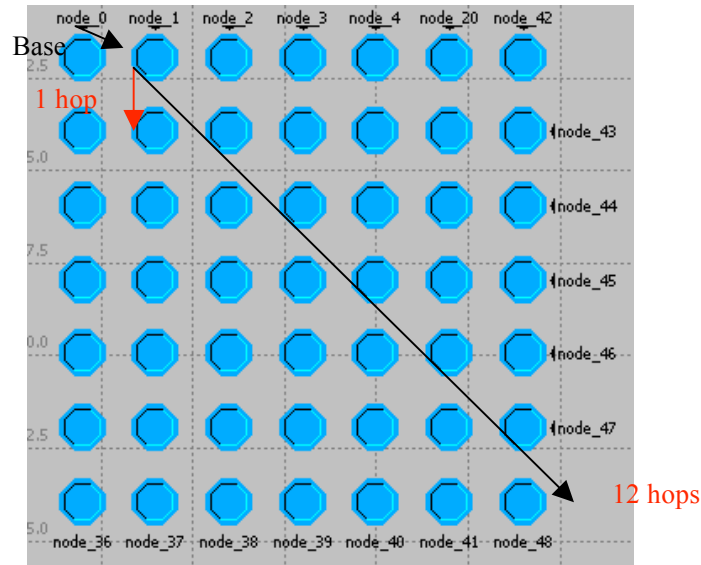 node_0 node_1 node_2 node_3 node_4 node_20 node_42
Base
2.5
1 hop
node_43
5.0
node_44
7.5
node_45
0.0
node_46
2.5
node_47
12 hops
5.0
node_36 node_37 node_38 node_39 node_40 node_41 node_48